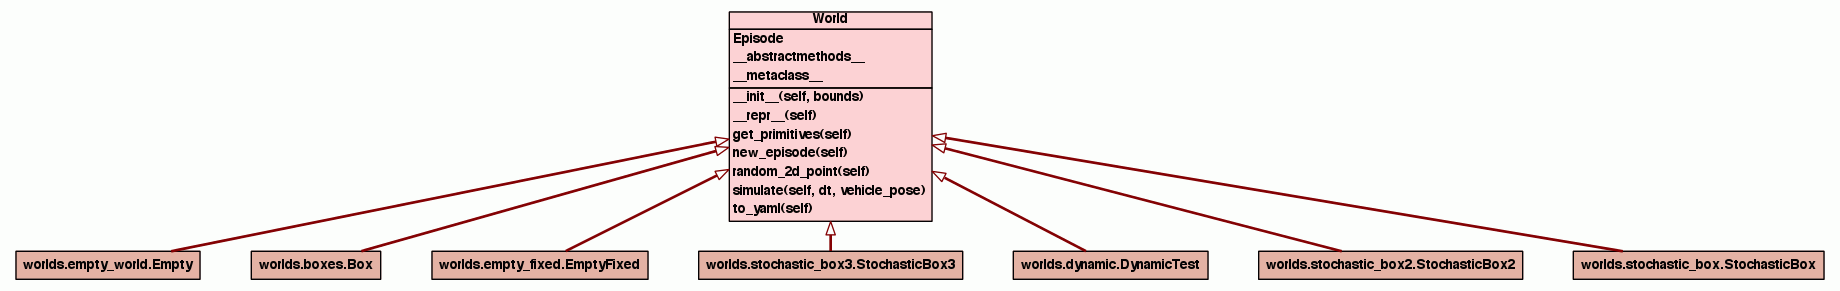 World
Episode
__abstractmethods__
__metaclass__
__init__(self, bounds)
__repr__(self)
get_primitives(self)
new_episode(self)
random_2d_point(self)
simulate(self, dt, vehicle_pose)
to_yaml(self)
worlds.empty_world.Empty
worlds.boxes.Box
worlds.empty_fixed.EmptyFixed
worlds.stochastic_box3.StochasticBox3
worlds.dynamic.DynamicTest
worlds.stochastic_box2.StochasticBox2
worlds.stochastic_box.StochasticBox